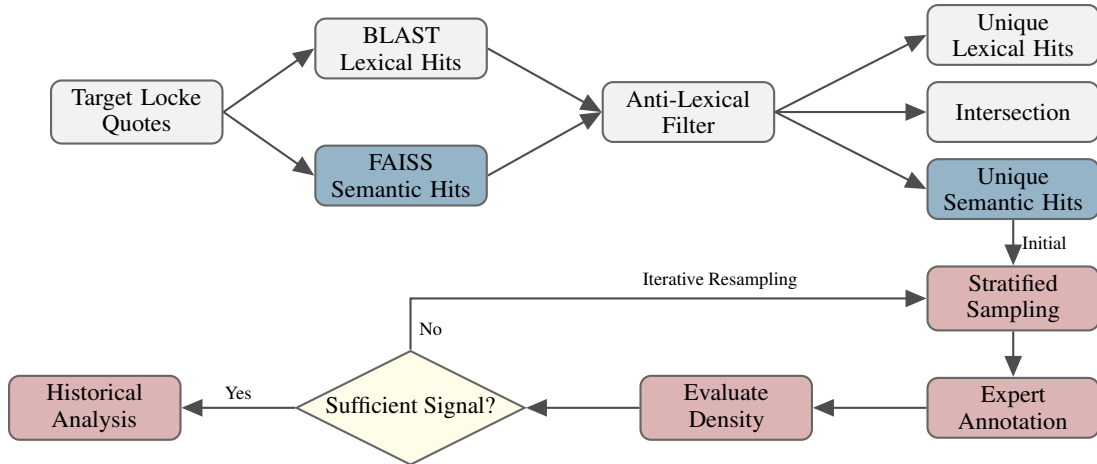 Target Locke
Quotes
BLAST
Lexical Hits
FAISS
Semantic Hits
Anti-Lexical
Filter
Unique
Lexical Hits
Intersection
Unique
Semantic Hits
Initial
Stratified
Sampling
Iterative Resampling
No
Expert
Annotation
Evaluate
Density
Sufficient Signal?
Yes
Historical
Analysis